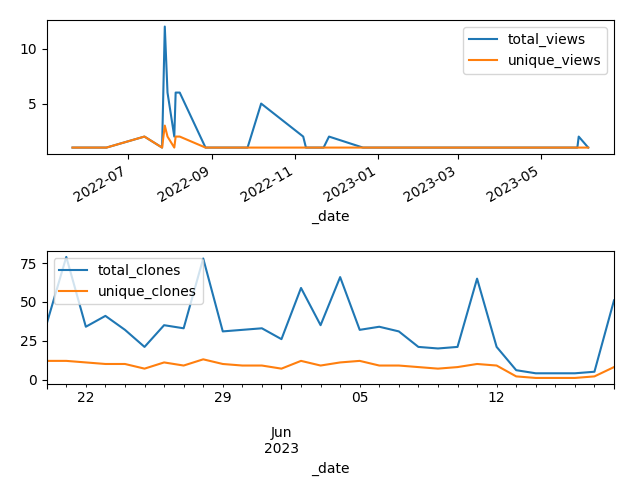 10
5
total_views
unique_views
2022-07
2022-09
2022-11
2023-01
2023-03
2023-05
_date
75
50
25
0
total_clones
unique_clones
22
29
05
12
Jun
2023
_date